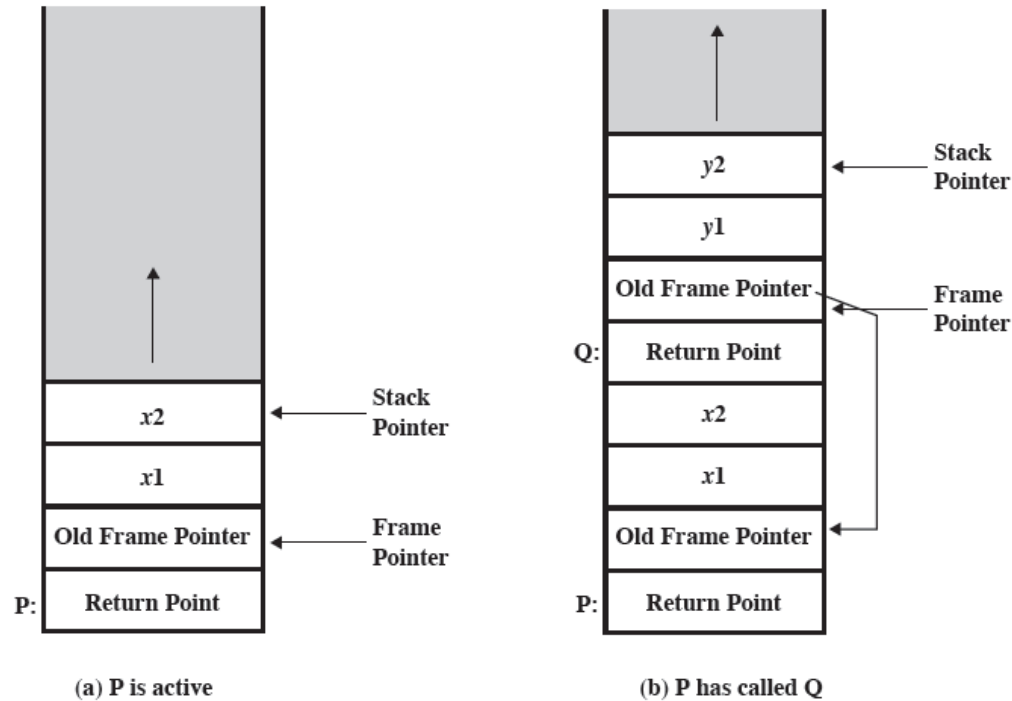 x2
Stack
Pointer
x1
Old Frame Pointer
Frame
Pointer
P:
Return Point
(a) P is active
y2
Stack
Pointer
y1
Old Frame Pointer
Frame
Pointer
Q:
Return Point
x2
x1
Old Frame Pointer
P:
Return Point
(b) P has called Q